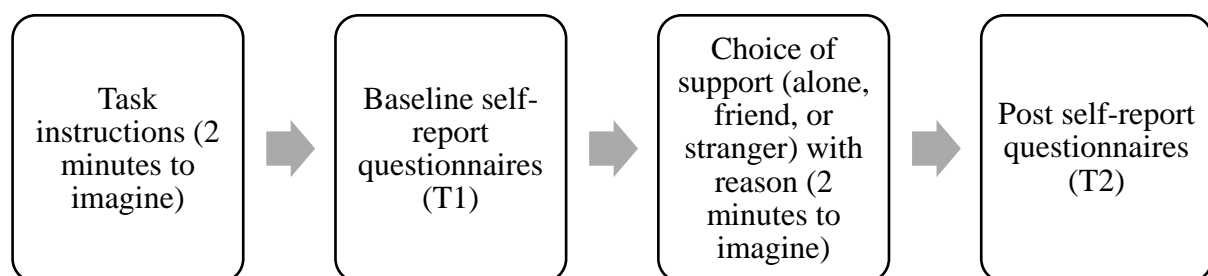 Task
instructions (2
minutes to
imagine)
Baseline self-
report
questionnaires
(T1)
Choice of
support (alone,
friend, or
stranger) with
reason (2
minutes to
imagine)
Post self-report
questionnaires
(T2)